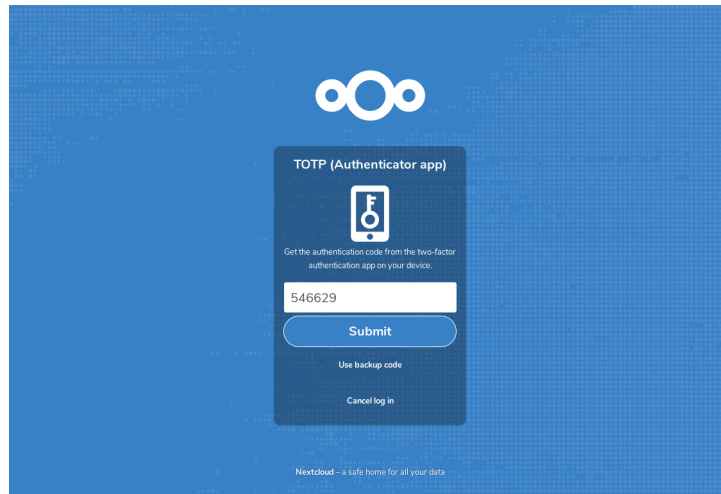 TOTP (Authenticator app)
Get the authentication code from the two-factor
authentication app on your device.
546629
Submit
Use backup code
Cancel log in
Nextcloud – a safe home for all your data